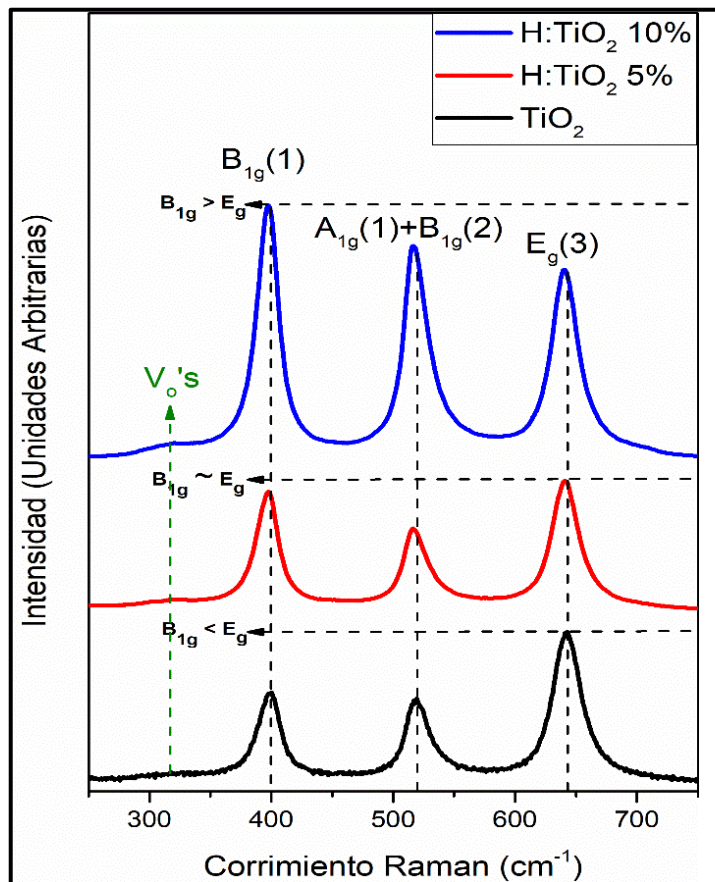 H:TiO₂ 10%
H:TiO₂ 5%
TiO₂
B₁g(1)
B₁g > Eg
A₁g(1)+B₁g(2)
Eg(3)
Vo's
B₁g ~ Eg
B₁g < Eg
Intensidad (Unidades Arbitrarias)
300 400 500 600 700
Corrimiento Raman (cm⁻¹)